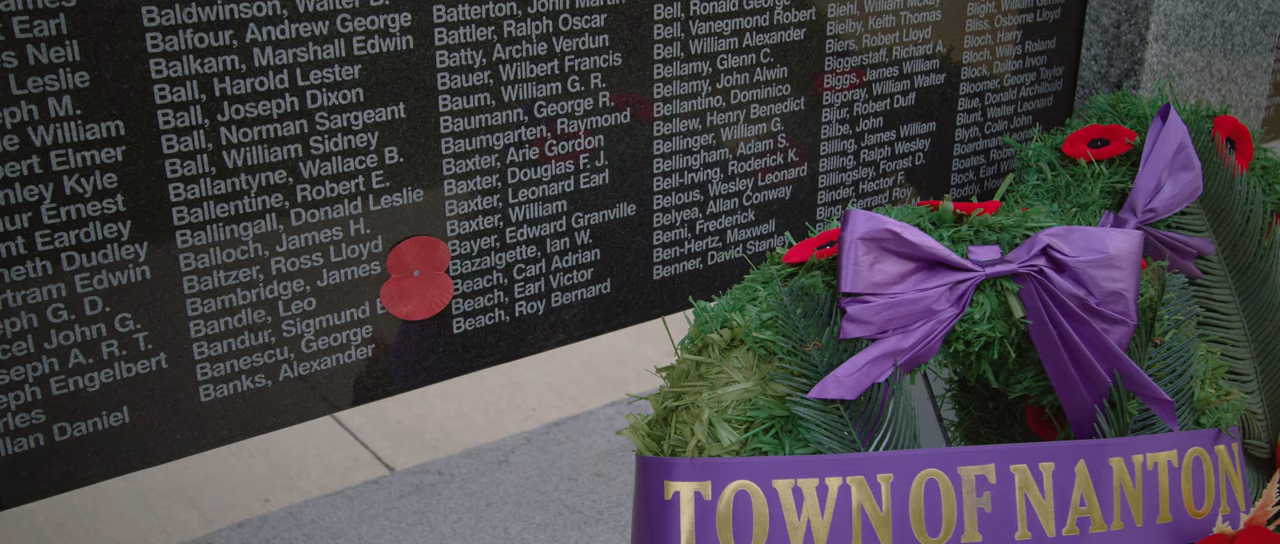 Earl
Neil
Leslie
M.
William
Elmer
Kyle
Ernest
Eardley
Dudley
Edwin
G. D.
John G.
A. R. T.
Engelbert
Daniel
Baldwinson, Walter
Balfour, Andrew George
Balkam, Marshall Edwin
Ball, Harold Lester
Ball, Joseph Dixon
Ball, Norman Sargeant
Ball, William Sidney
Ballantyne, Wallace B.
Ballentine, Robert E.
Ballingall, Donald Leslie
Balloch, James H.
Baltzer, Ross Lloyd
Bambridge, James
Bandle, Leo
Bandur, Sigmund
Banescu, George
Banks, Alexander
Batterton, John Martin
Battler, Ralph Oscar
Batty, Archie Verdun
Bauer, Wilbert Francis
Baum, William G. R.
Baumann, George R.
Baumgarten, Raymond
Baxter, Arie Gordon
Baxter, Douglas F. J.
Baxter, Leonard Earl
Baxter, William
Bayer, Edward Granville
Bazalgette, Ian W.
Beach, Carl Adrian
Beach, Earl Victor
Beach, Roy Bernard
Bell, Ronald George
Bell, Vanegmond Robert
Bell, William Alexander
Bellamy, Glenn C.
Bellamy, John Alwin
Bellantino, Dominico
Bellew, Henry Benedict
Bellinger, William G.
Bellingham, Adam S.
Bell-Irving, Roderick K.
Belous, Wesley Leonard
Belyea, Allan Conway
Bemi, Frederick
Ben-Hertz, Maxwell
Benner, David Stanley
Biehl, William McKay
Bielby, Keith Thomas
Biers, Robert Lloyd
Biggerstaff, Richard A.
Biggs, James William
Bigoray, William Walter
Bijur, Robert Duff
Bilbe, John
Billing, James William
Billing, Ralph Wesley
Billingsley, Forast D.
Binder, Hector F.
Roy
Blight, William
Bliss, Osborne Lloyd
Bloch, Harry
Bloch, Willys Roland
Block, Dalton Irvon
Bloomer, George Taylor
Blue, Donald Archibald
Blunt, Walter Leonard
Blyth, Colin John
Boates,
Bock, Earl
Boddy,
TOWN OF NANTON